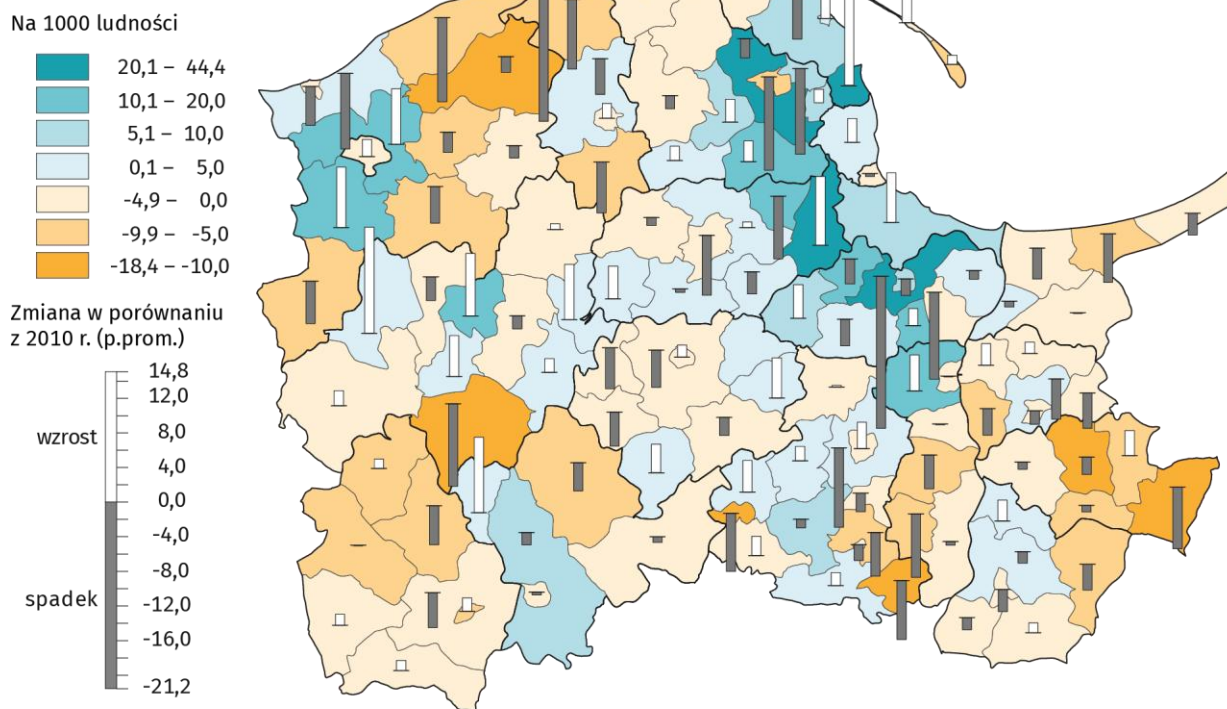 Na 1000 ludności
20,1 – 44,4
10,1 – 20,0
5,1 – 10,0
0,1 – 5,0
-4,9 – 0,0
-9,9 – -5,0
-18,4 – -10,0
Zmiana w porównaniu
z 2010 r. (p.prom.)
14,8
12,0
wzrost
8,0
4,0
0,0
-4,0
-8,0
spadek
-12,0
-16,0
-21,2